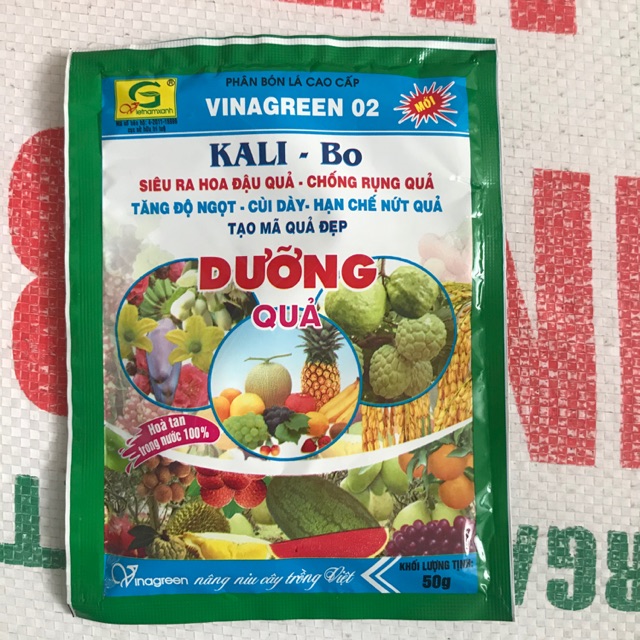 PHÂN BÓN LÁ CAO CẤP
VINAGREEN 02
MỚI
G
®
Vietnamxanh
KALI - Bo
SIÊU RA HOA ĐẬU QUẢ - CHỐNG RỤNG QUẢ
TĂNG ĐỘ NGỌT - CÙI DÀY- HẠN CHẾ NỨT QUẢ
TẠO MÃ QUẢ ĐẸP
DƯỠNG
QUẢ
Hoà tan
trong nước 100%
Vinagreen nâng niu cây trồng Việt
KHỐI LƯỢNG TỊNH:
50g